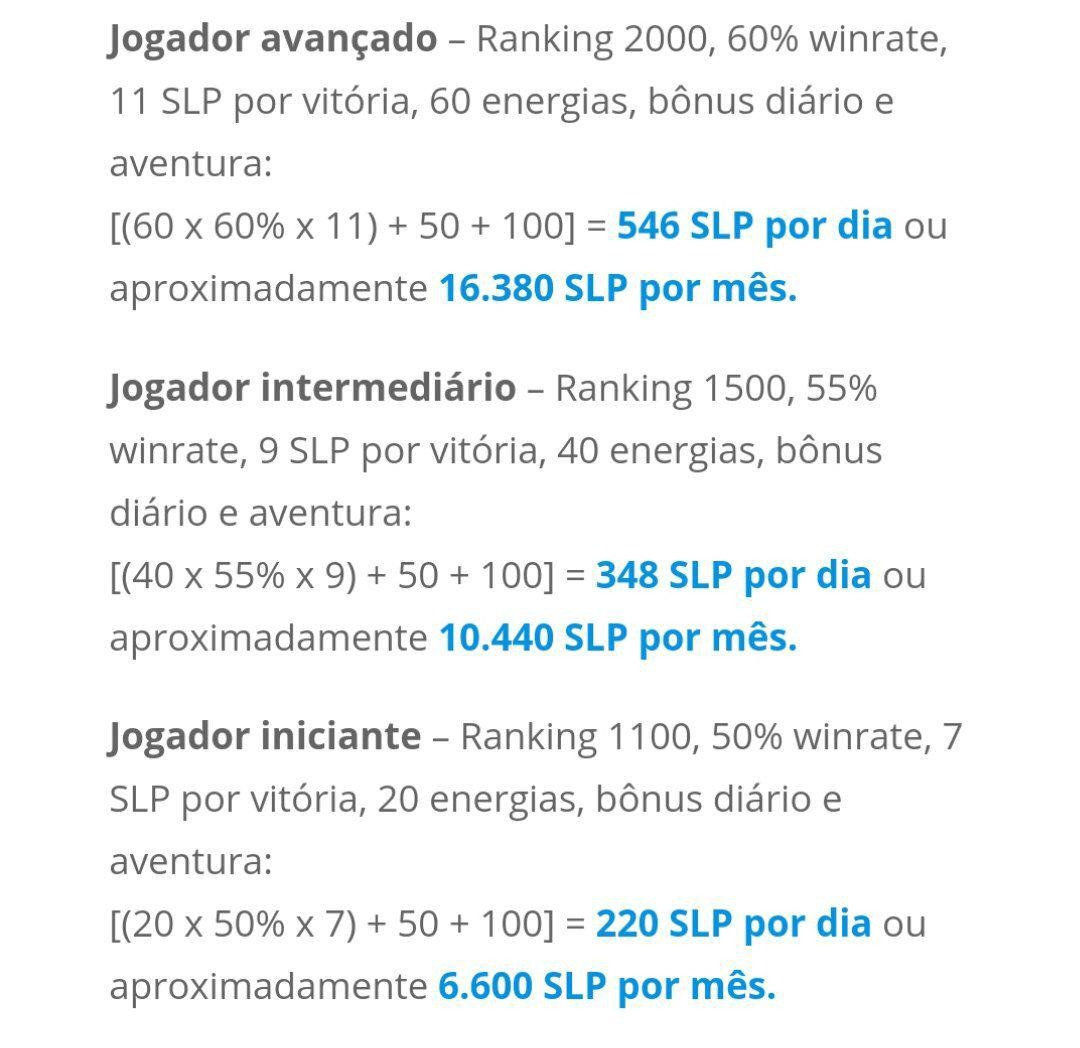 Jogador avançado – Ranking 2000, 60% winrate,
11 SLP por vitória, 60 energias, bônus diário e
aventura:
[(60 x 60% x 11) + 50 + 100] = 546 SLP por dia ou
aproximadamente 16.380 SLP por mês.
Jogador intermediário – Ranking 1500, 55%
winrate, 9 SLP por vitória, 40 energias, bônus
diário e aventura:
[(40 x 55% x 9) + 50 + 100] = 348 SLP por dia ou
aproximadamente 10.440 SLP por mês.
Jogador iniciante – Ranking 1100, 50% winrate, 7
SLP por vitória, 20 energias, bônus diário e
aventura:
[(20 x 50% x 7) + 50 + 100] = 220 SLP por dia ou
aproximadamente 6.600 SLP por mês.